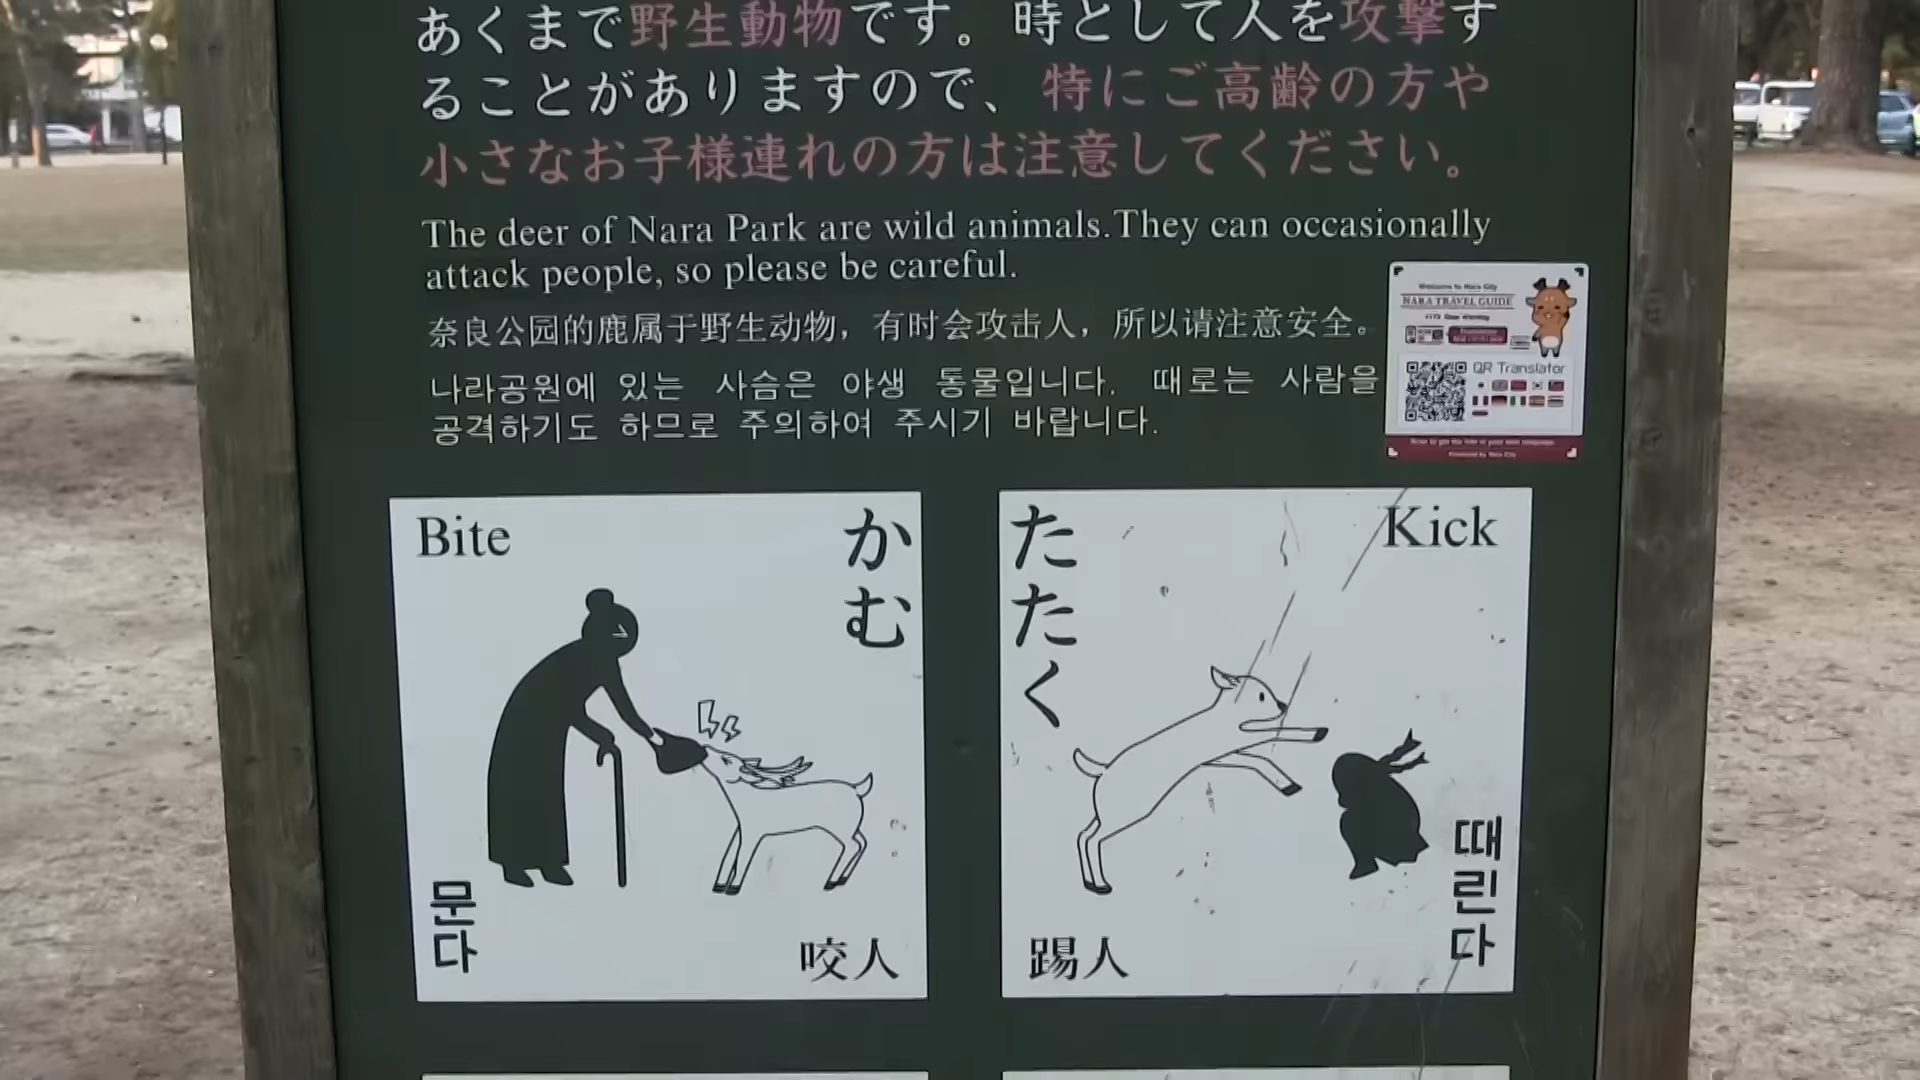 あくまで野生動物です。時として人を攻撃す
ることがありますので、特にご高齢の方や
小さなお子様連れの方は注意してください。
The deer of Nara Park are wild animals.They can occasionally
attack people, so please be careful.
奈良公园的鹿属于野生动物，有时会攻击人，所以请注意安全。
나라공원에 있는 사슴은 야생 동물입니다. 때로는 사람을
공격하기도 하므로 주의하여 주시기 바랍니다.
Welcome to Nara City
NARA TRAVEL GUIDE
QR Translator
Bite
かむ
문다
咬人
たたく
Kick
때린다
踢人